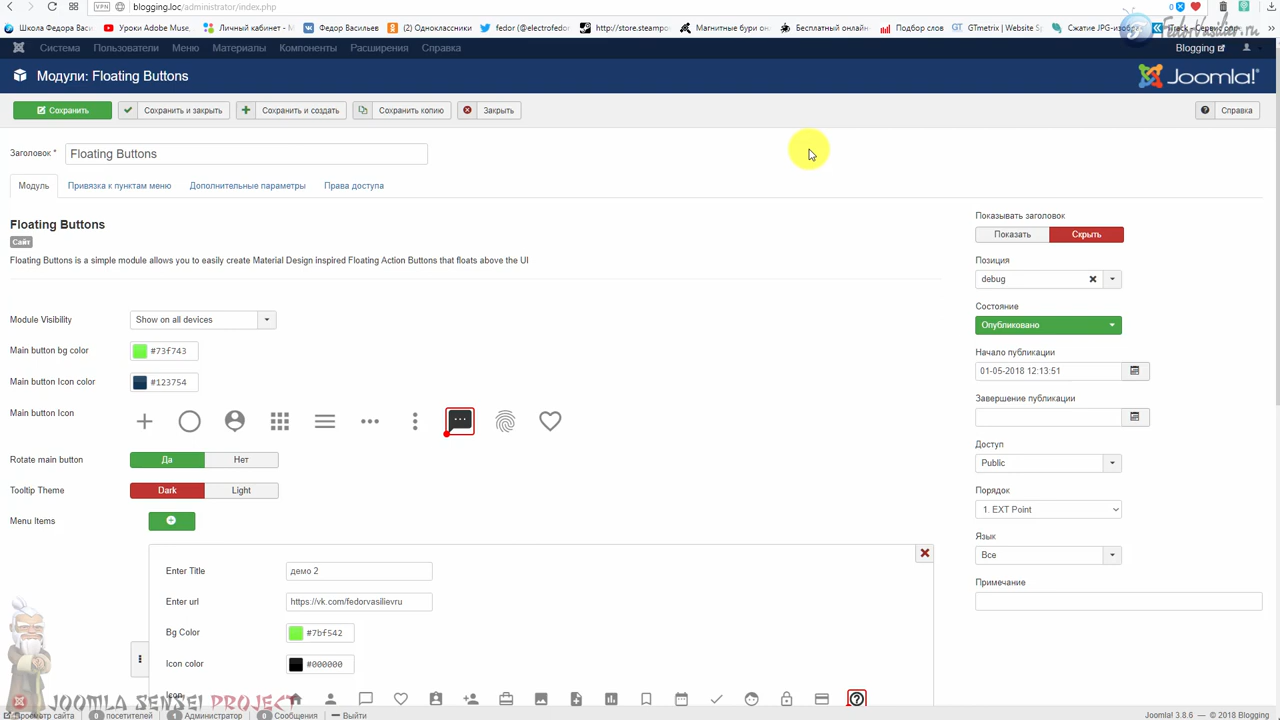 blogging.loc/administrator/index.php
0
Школа Федора Васил
Уроки Adobe Muse,
Личный кабинет - M
Федор Васильев
(2) Одноклассники
fedor (@electrofedor
http://store.steampo
Магнитные бури он
Бесплатный онлайн
Подбор слов
GTmetrix | Website S
Сжатие JPG-изобр
FedorVasiliev.ru
Система Пользователи Меню Материалы Компоненты Расширения Справка
Blogging
Модули: Floating Buttons
Joomla!
Сохранить
Сохранить и закрыть
Сохранить и создать
Сохранить копию
Закрыть
Справка
Заголовок *
Floating Buttons
Модуль
Привязка к пунктам меню
Дополнительные параметры
Права доступа
Floating Buttons
Сайт
Floating Buttons is a simple module allows you to easily create Material Design inspired Floating Action Buttons that floats above the UI
Module Visibility
Show on all devices
Main button bg color
#73f743
Main button Icon color
#123754
Main button Icon
Rotate main button
Да
Нет
Tooltip Theme
Dark
Light
Menu Items
Enter Title
демо 2
Enter url
https://vk.com/fedorvasilievru
Bg Color
#7bf542
Icon color
#000000
Icon
Показывать заголовок
Показать
Скрыть
Позиция
debug
Состояние
Опубликовано
Начало публикации
01-05-2018 12:13:51
Завершение публикации
Доступ
Public
Порядок
1. EXT Point
Язык
Все
Примечание
JOOMLA SENSEI PROJECT
Просмотр сайта
0 посетителей
1 Администратор
0 Сообщения
Выйти
Joomla! 3.8.6 — © 2018 Blogging